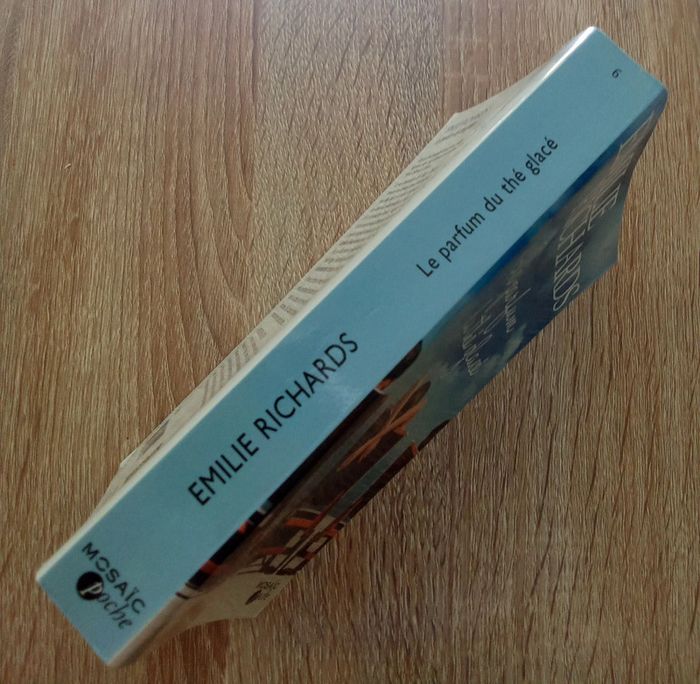 MOSAÏC
poche
EMILIE RICHARDS
Le parfum du thé glacé
6